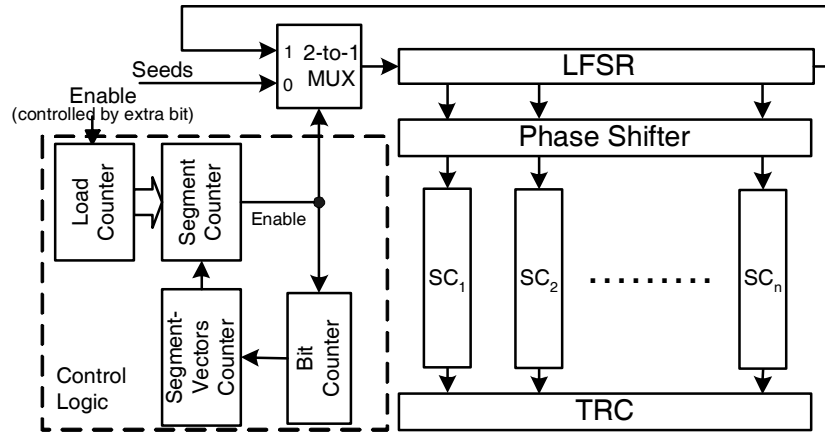 1
2-to-1
MUX
0
Seeds
LFSR
Enable
(controlled by extra bit)
Phase Shifter
Load
Counter
Segment
Counter
Enable
SC1
SC2
.........
SCn
Segment-
Vectors
Counter
Bit
Counter
Control
Logic
TRC